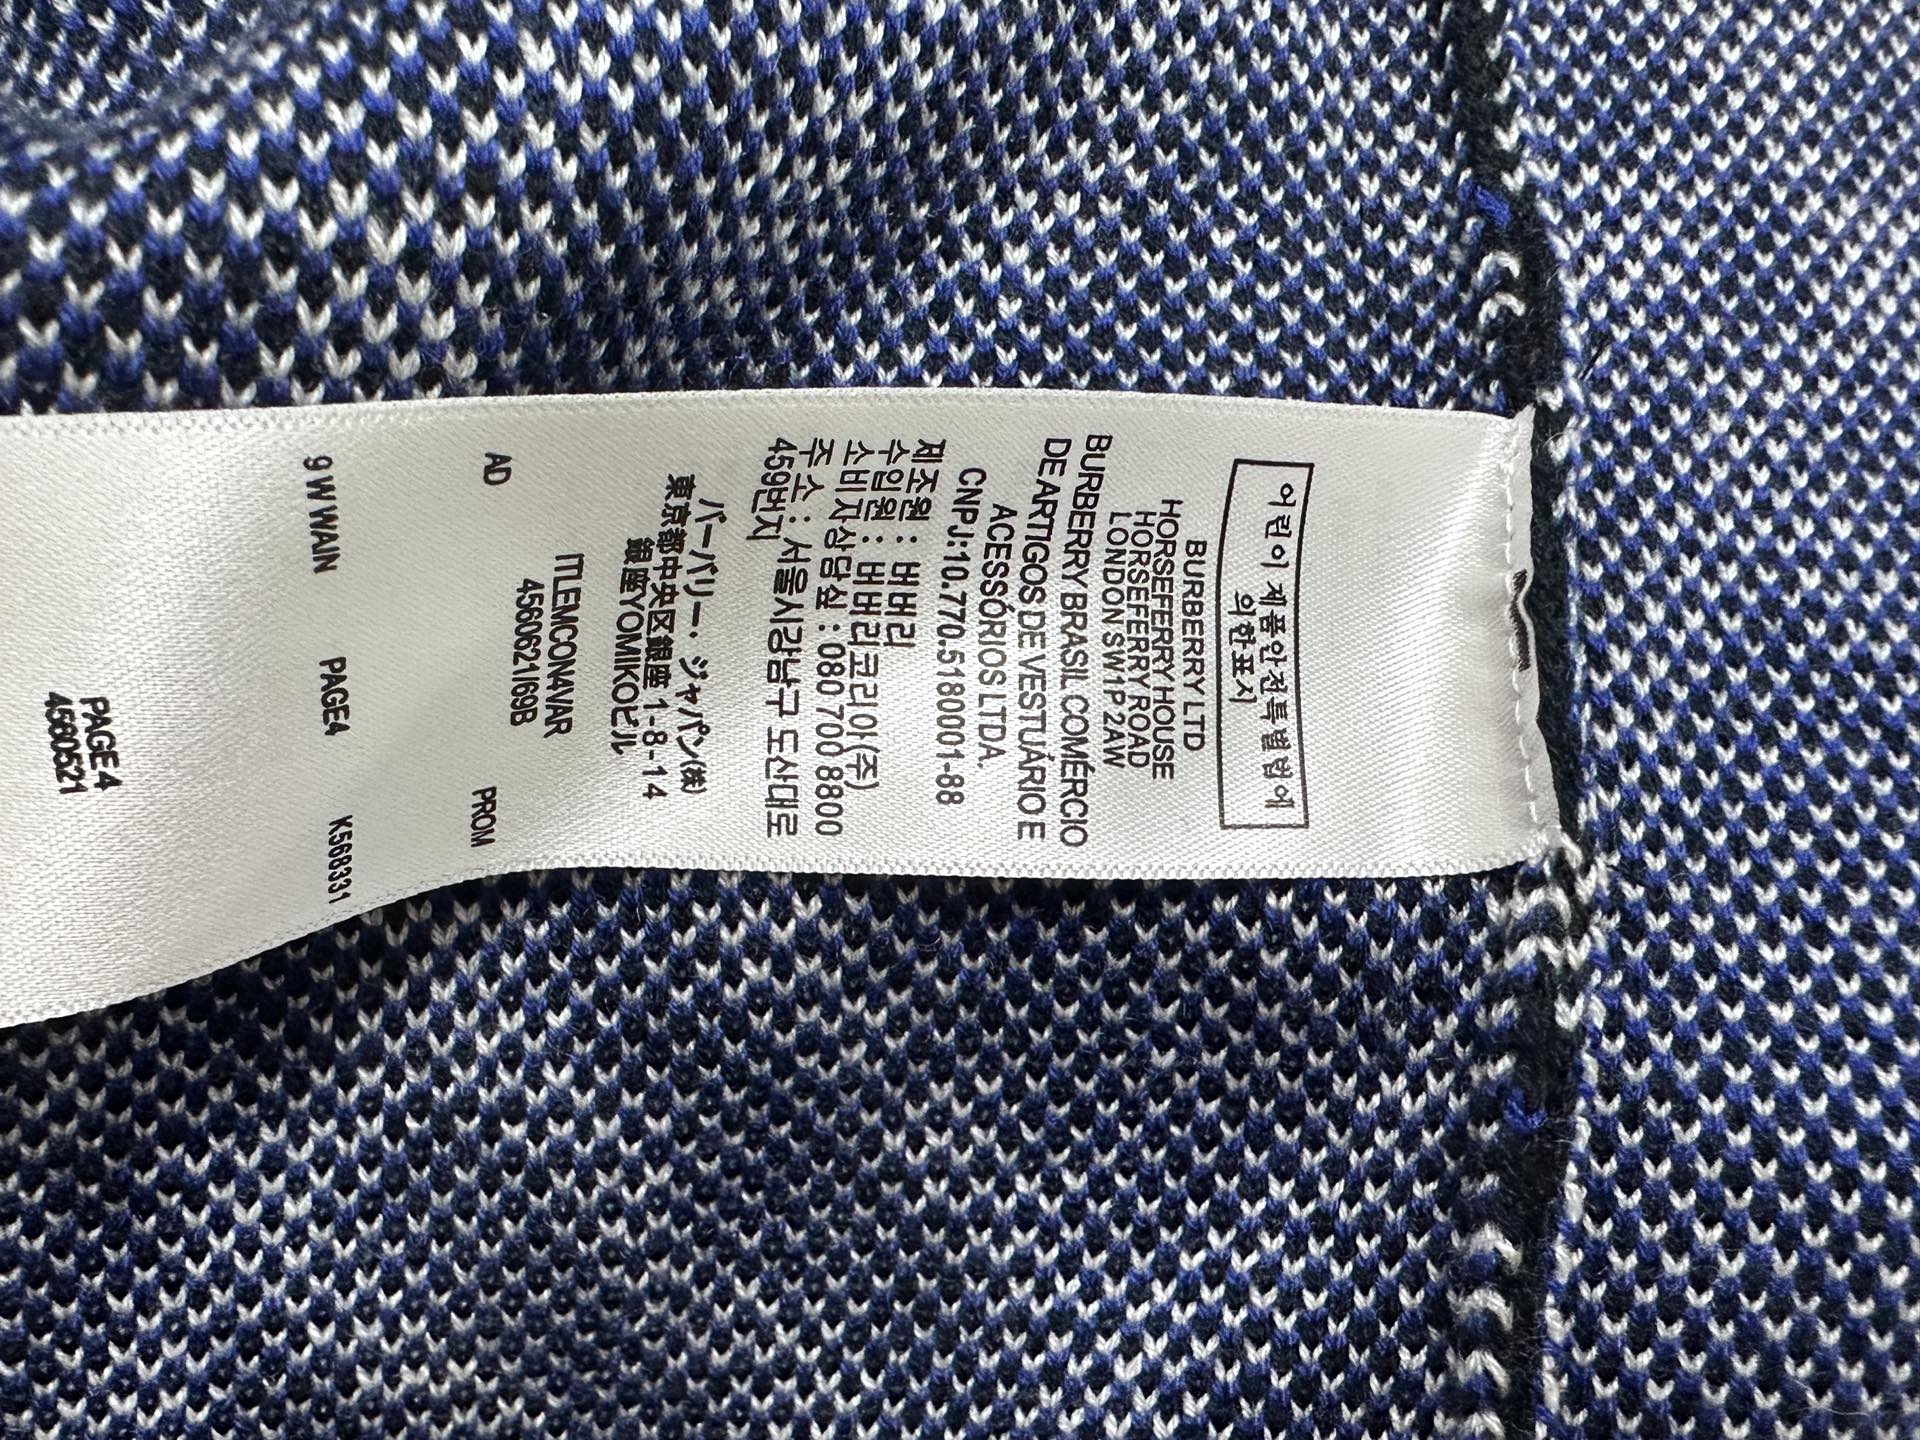 어린이제품안전특별법에
의한표시
BURBERRY LTD
HORSEFERRY HOUSE
HORSEFERRY ROAD
LONDON SW1P 2AW
BURBERRY BRASIL COMÉRCIO
DE ARTIGOS DE VESTUÁRIO E
ACESSÓRIOS LTDA.
CNPJ:10.770.5180001-88
제조원 : 버버리
수입원 : 버버리코리아(주)
소비자상담실 : 080 700 8800
주소 : 서울시강남구 도산대로
459번지
バーバリー・ジャパン㈱
東京都中央区銀座 1-8-14
銀座YOMIKOビル
ITLEMCON4VAR
4560621/69B
AD PROM
9 W WAIN PAGE4 K568331
PAGE 4
4560521